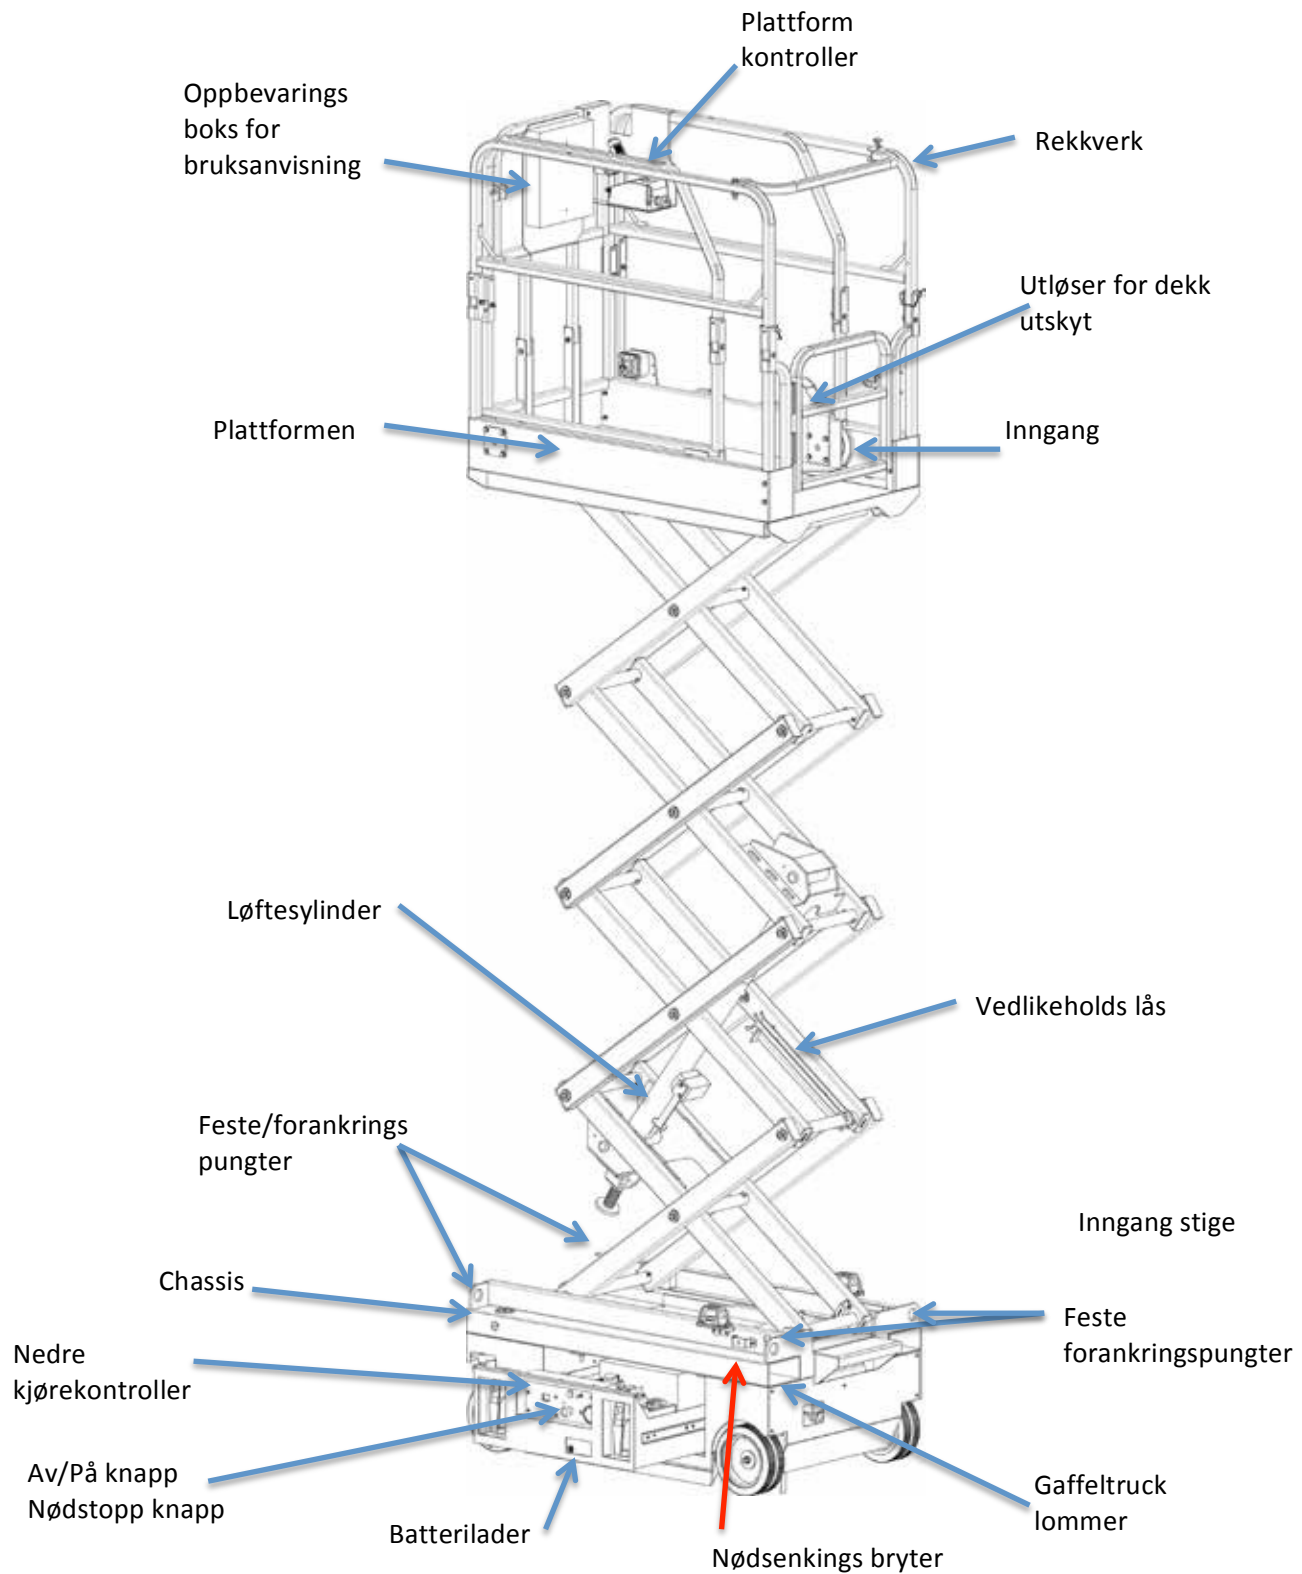 Plattform
kontroller
Oppbevarings
boks for
bruksanvisning
Rekkverk
Utløser for dekk
utskyt
Plattformen
Inngang
Løftesylinder
Vedlikeholds lås
Feste/forankrings
pungter
Inngang stige
Chassis
Feste
forankringspungter
Nedre
kjørekontroller
Av/På knapp
Nødstopp knapp
Gaffeltruck
lommer
Batterilader
Nødsenkings bryter